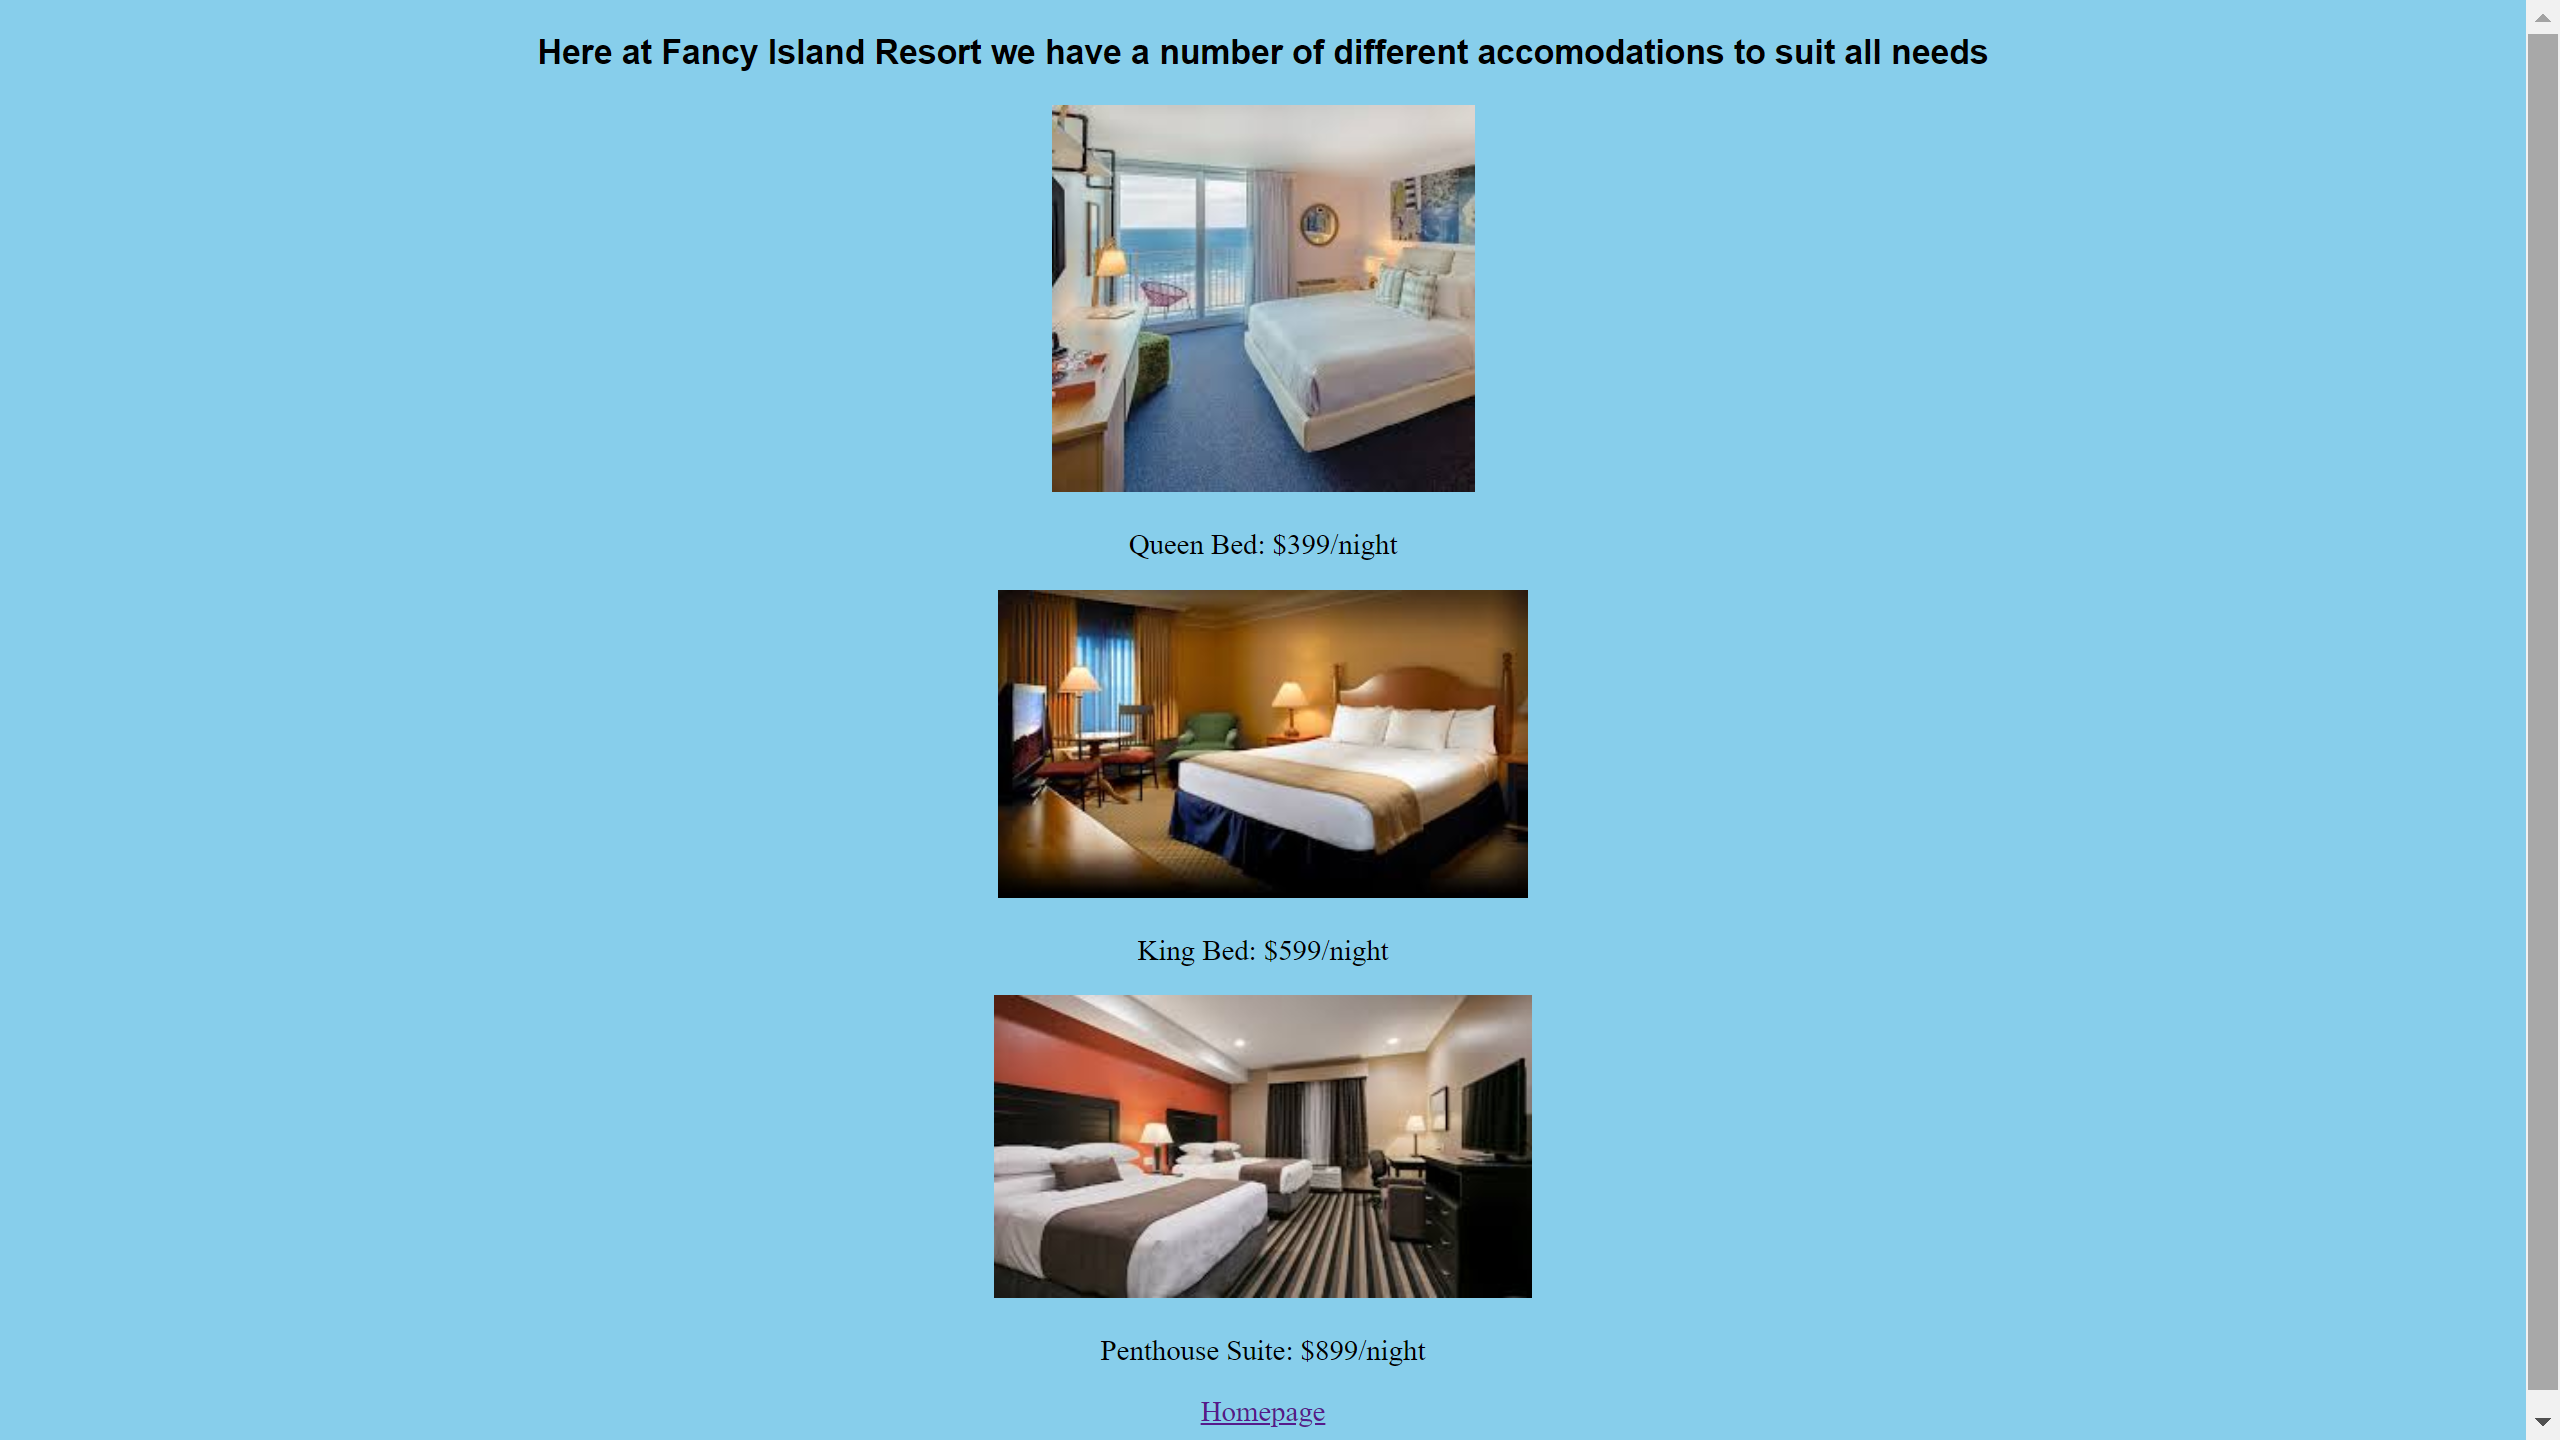 Here at Fancy Island Resort we have a number of different accomodations to suit all needs
Queen Bed: $399/night
King Bed: $599/night
Penthouse Suite: $899/night
Homepage